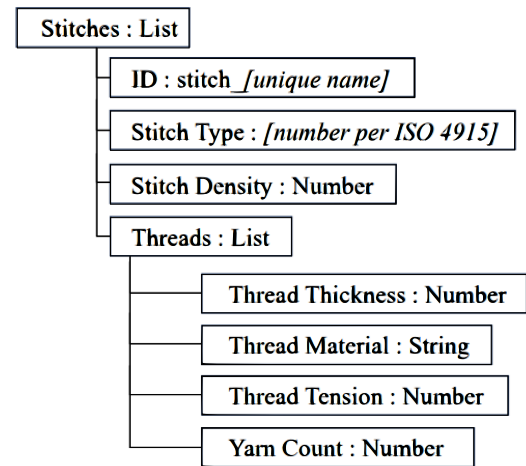 Stitches : List
ID : stitch_[unique name]
Stitch Type : [number per ISO 4915]
Stitch Density : Number
Threads : List
Thread Thickness : Number
Thread Material : String
Thread Tension : Number
Yarn Count : Number